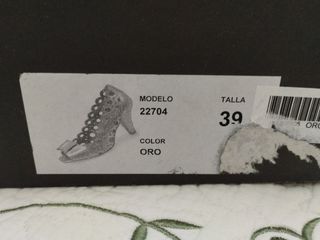 MODELO
22704
TALLA
39
COLOR
ORO
ORO